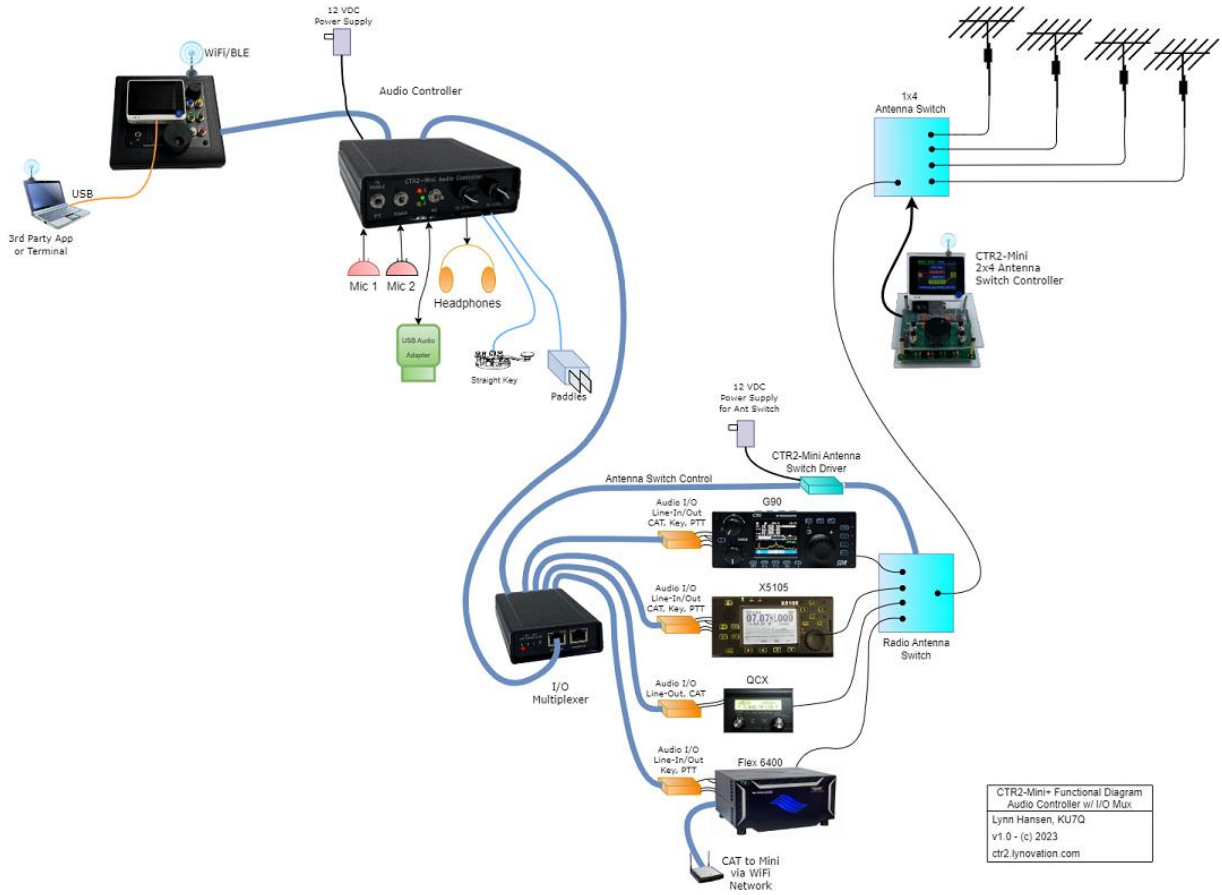 12 VDC
Power Supply
WiFi/BLE
Audio Controller
CTR2-Mini Audio Controller
USB
3rd Party App
or Terminal
Mic 1
Mic 2
Headphones
USB Audio
Adapter
Straight Key
Paddles
1x4
Antenna Switch
CTR2-Mini
2x4 Antenna
Switch Controller
12 VDC
Power Supply
for Ant Switch
CTR2-Mini Antenna
Switch Driver
Antenna Switch Control
Audio I/O
Line-In/Out
CAT, Key, PTT
G90
Audio I/O
Line-In/Out
CAT, Key, PTT
X5105
X5105
Radio Antenna
Switch
I/O
Multiplexer
Audio I/O
Line-Out, CAT
QCX
Audio I/O
Line-In/Out
Key, PTT
Flex 6400
CAT to Mini
via WiFi
Network
CTR2-Mini+ Functional Diagram
Audio Controller w/ I/O Mux
Lynn Hansen, KU7Q
v1.0 - (c) 2023
ctr2.lynovation.com